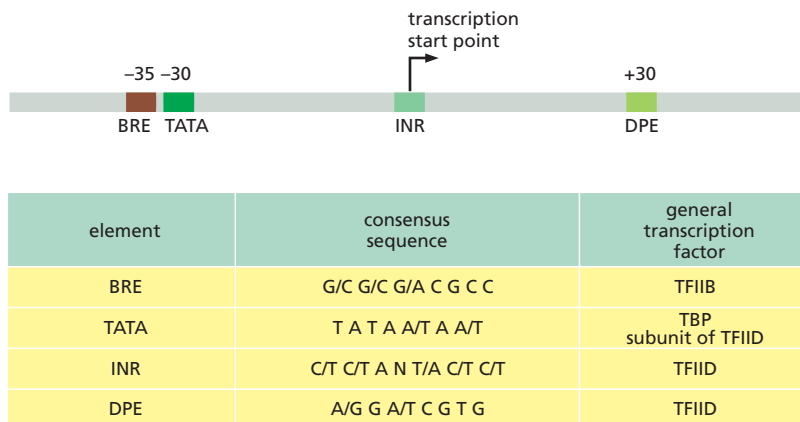 transcription
start point
–35 –30 +30
BRE TATA INR DPE
element
consensus
sequence
general
transcription
factor
BRE G/C G/C G/A C G C C TFIIB
TATA T A T A A/T A A/T TBP
subunit of TFIID
INR C/T C/T A N T/A C/T C/T TFIID
DPE A/G G A/T C G T G TFIID